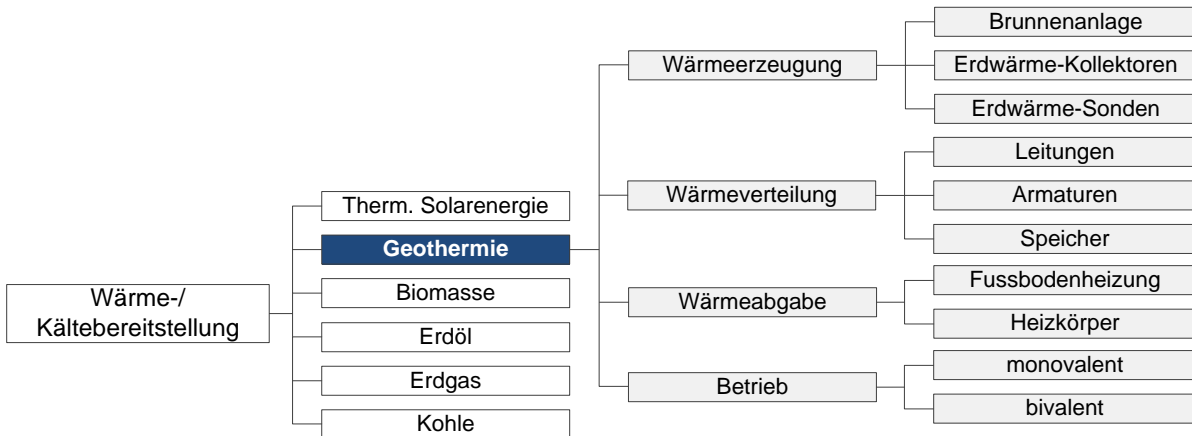 Wärme-/
Kältebereitstellung
Therm. Solarenergie
Geothermie
Biomasse
Erdöl
Erdgas
Kohle
Wärmeerzeugung
Brunnenanlage
Erdwärme-Kollektoren
Erdwärme-Sonden
Wärmeverteilung
Leitungen
Armaturen
Speicher
Wärmeabgabe
Fussbodenheizung
Heizkörper
Betrieb
monovalent
bivalent